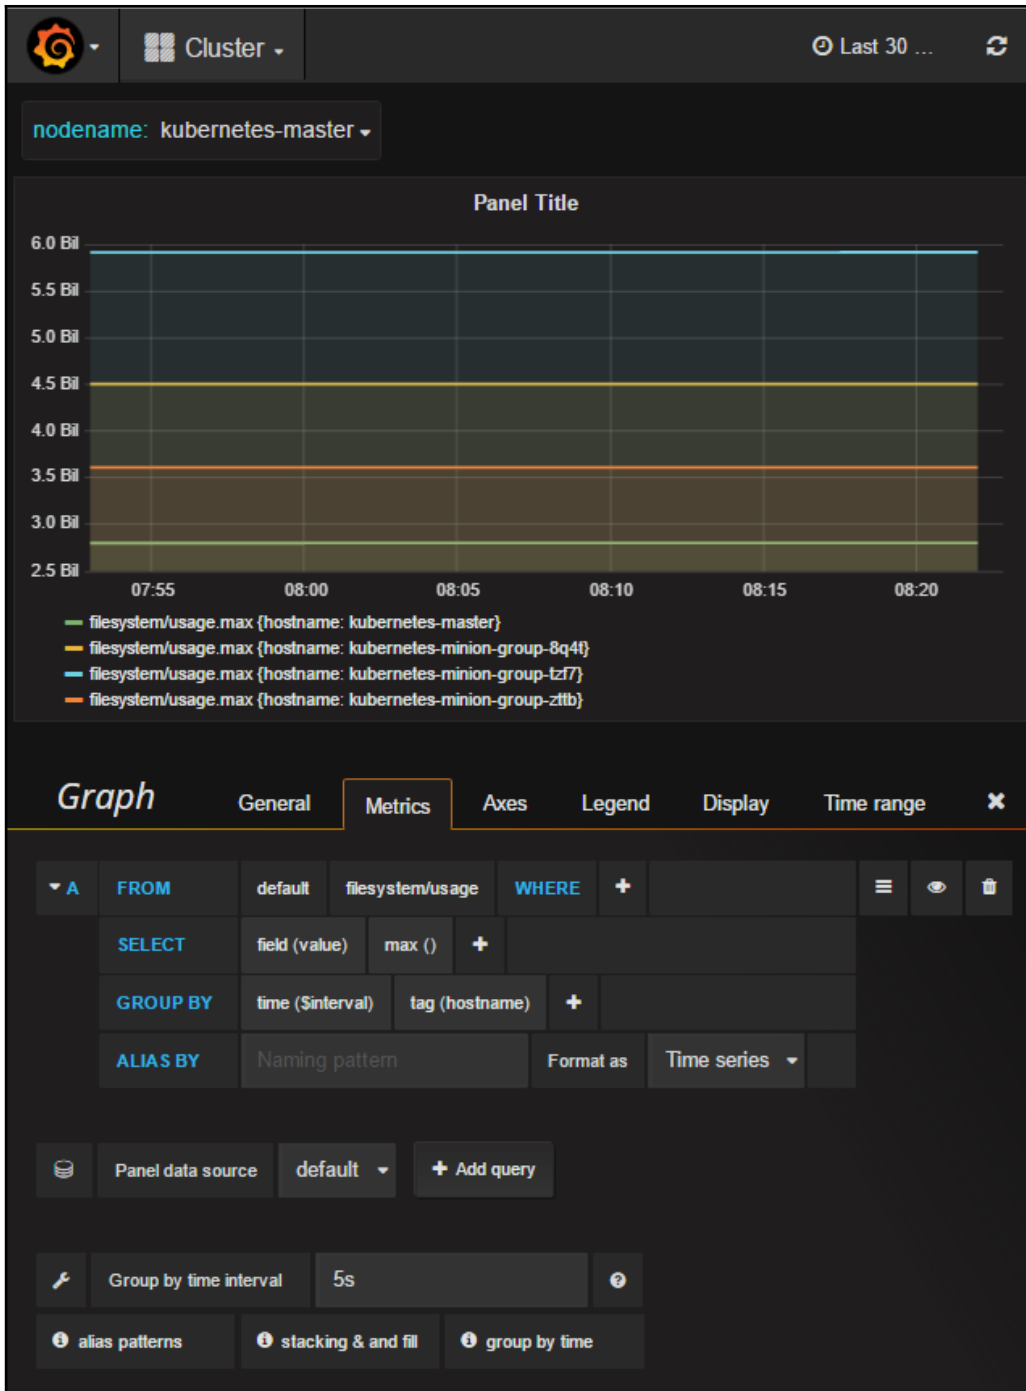 Cluster Last 30 ...
nodename: kubernetes-master
Panel Title
6.0 Bil
5.5 Bil
5.0 Bil
4.5 Bil
4.0 Bil
3.5 Bil
3.0 Bil
2.5 Bil
07:55 08:00 08:05 08:10 08:15 08:20
filesystem/usage.max {hostname: kubernetes-master}
filesystem/usage.max {hostname: kubernetes-minion-group-8q4t}
filesystem/usage.max {hostname: kubernetes-minion-group-tzf7}
filesystem/usage.max {hostname: kubernetes-minion-group-zttb}
Graph General Metrics Axes Legend Display Time range
A FROM default filesystem/usage WHERE +
SELECT field (value) max () +
GROUP BY time ($interval) tag (hostname) +
ALIAS BY Naming pattern Format as Time series
Panel data source default + Add query
Group by time interval 5s
alias patterns stacking & and fill group by time